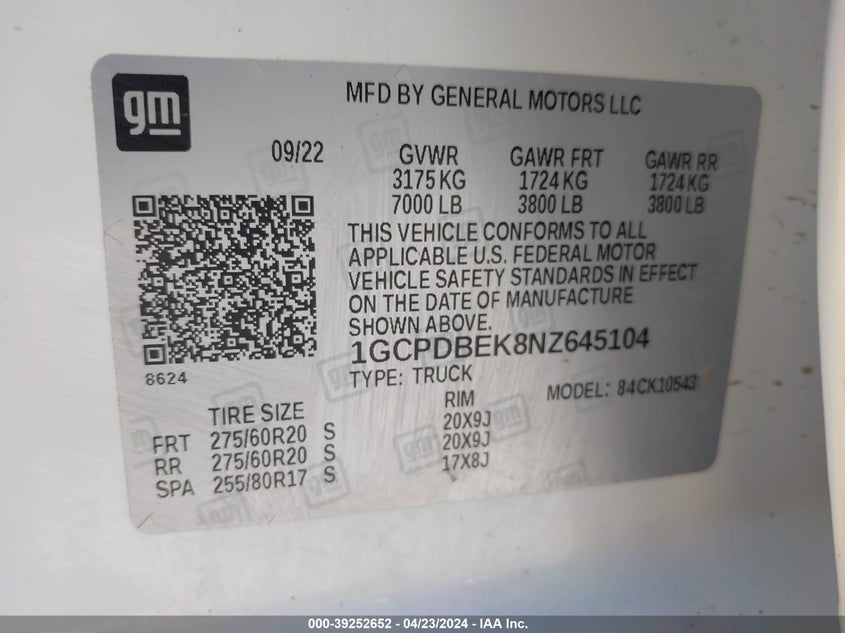 gm
MFD BY GENERAL MOTORS LLC
09/22 GVWR GAWR FRT GAWR RR
3175 KG 1724 KG 1724 KG
7000 LB 3800 LB 3800 LB
THIS VEHICLE CONFORMS TO ALL
APPLICABLE U.S. FEDERAL MOTOR
VEHICLE SAFETY STANDARDS IN EFFECT
ON THE DATE OF MANUFACTURE
SHOWN ABOVE.
1GCPDBEK8NZ645104
8624
TYPE: TRUCK MODEL: 84CK10543
TIRE SIZE RIM
FRT 275/60R20 S 20X9J
RR 275/60R20 S 20X9J
SPA 255/80R17 S 17X8J
000-39252652 - 04/23/2024 - IAA Inc.